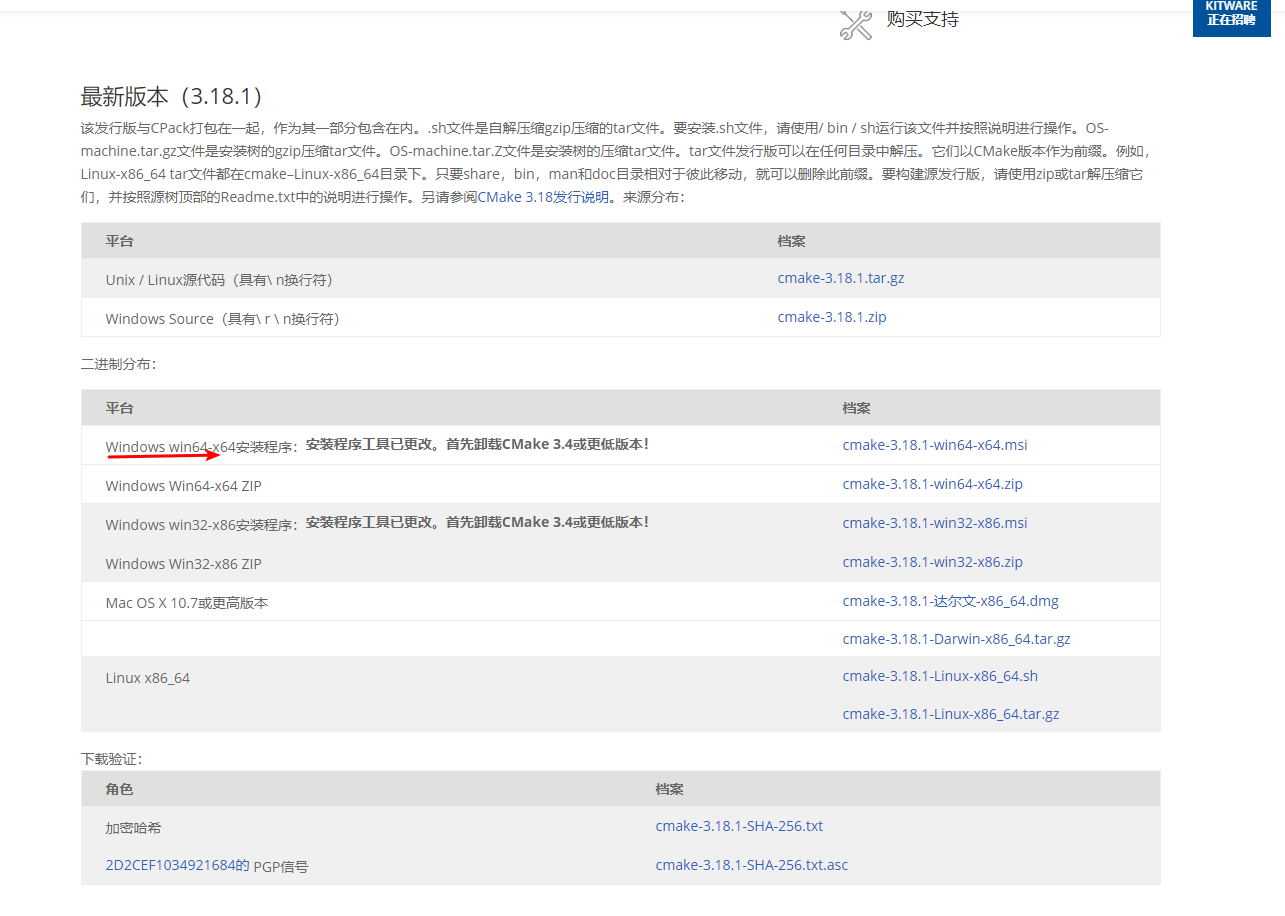 KITWARE
正在招聘
购买支持
最新版本（3.18.1）
该发行版与CPack打包在一起，作为其一部分包含在内。.sh文件是自解压缩gzip压缩的tar文件。要安装.sh文件，请使用/ bin / sh运行该文件并按照说明进行操作。OS-
machine.tar.gz文件是安装树的gzip压缩tar文件。OS-machine.tar.Z文件是安装树的压缩tar文件。tar文件发行版可以在任何目录中解压。它们以CMake版本作为前缀。例如，
Linux-x86_64 tar文件都在cmake–Linux-x86_64目录下。只要share，bin，man和doc目录相对于彼此移动，就可以删除此前缀。要构建源发行版，请使用zip或tar解压缩它
们，并按照源树顶部的Readme.txt中的说明进行操作。另请参阅CMake 3.18发行说明。来源分布：
平台 档案
Unix / Linux源代码（具有\ n换行符） cmake-3.18.1.tar.gz
Windows Source（具有\ r \ n换行符） cmake-3.18.1.zip
二进制分布：
平台 档案
Windows win64-x64安装程序：安装程序工具已更改。首先卸载CMake 3.4或更低版本！ cmake-3.18.1-win64-x64.msi
Windows Win64-x64 ZIP cmake-3.18.1-win64-x64.zip
Windows win32-x86安装程序：安装程序工具已更改。首先卸载CMake 3.4或更低版本！ cmake-3.18.1-win32-x86.msi
Windows Win32-x86 ZIP cmake-3.18.1-win32-x86.zip
Mac OS X 10.7或更高版本 cmake-3.18.1-达尔文-x86_64.dmg
cmake-3.18.1-Darwin-x86_64.tar.gz
Linux x86_64 cmake-3.18.1-Linux-x86_64.sh
cmake-3.18.1-Linux-x86_64.tar.gz
下载验证：
角色 档案
加密哈希 cmake-3.18.1-SHA-256.txt
2D2CEF1034921684的 PGP信号 cmake-3.18.1-SHA-256.txt.asc